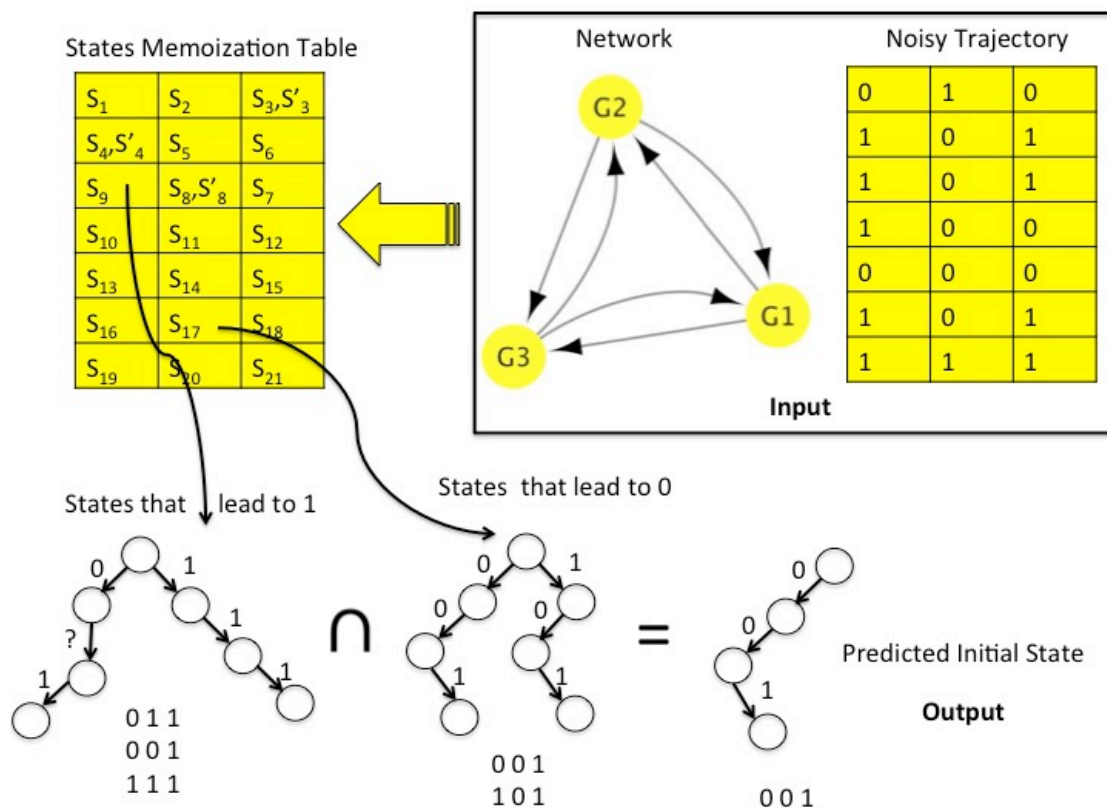 States Memoization Table
S1 S2 S3,S'3
S4,S'4 S5 S6
S9 S8,S'8 S7
S10 S11 S12
S13 S14 S15
S16 S17 S18
S19 S20 S21
Network
G2
G1
G3
Noisy Trajectory
0 1 0
1 0 1
1 0 1
1 0 0
0 0 0
1 0 1
1 1 1
Input
States that lead to 1
0 1
? 1
1 1
0 1 1
0 0 1
1 1 1
∩
States that lead to 0
0 1
0 0
1 1
0 0 1
1 0 1
=
0
0
1
0 0 1
Predicted Initial State
Output